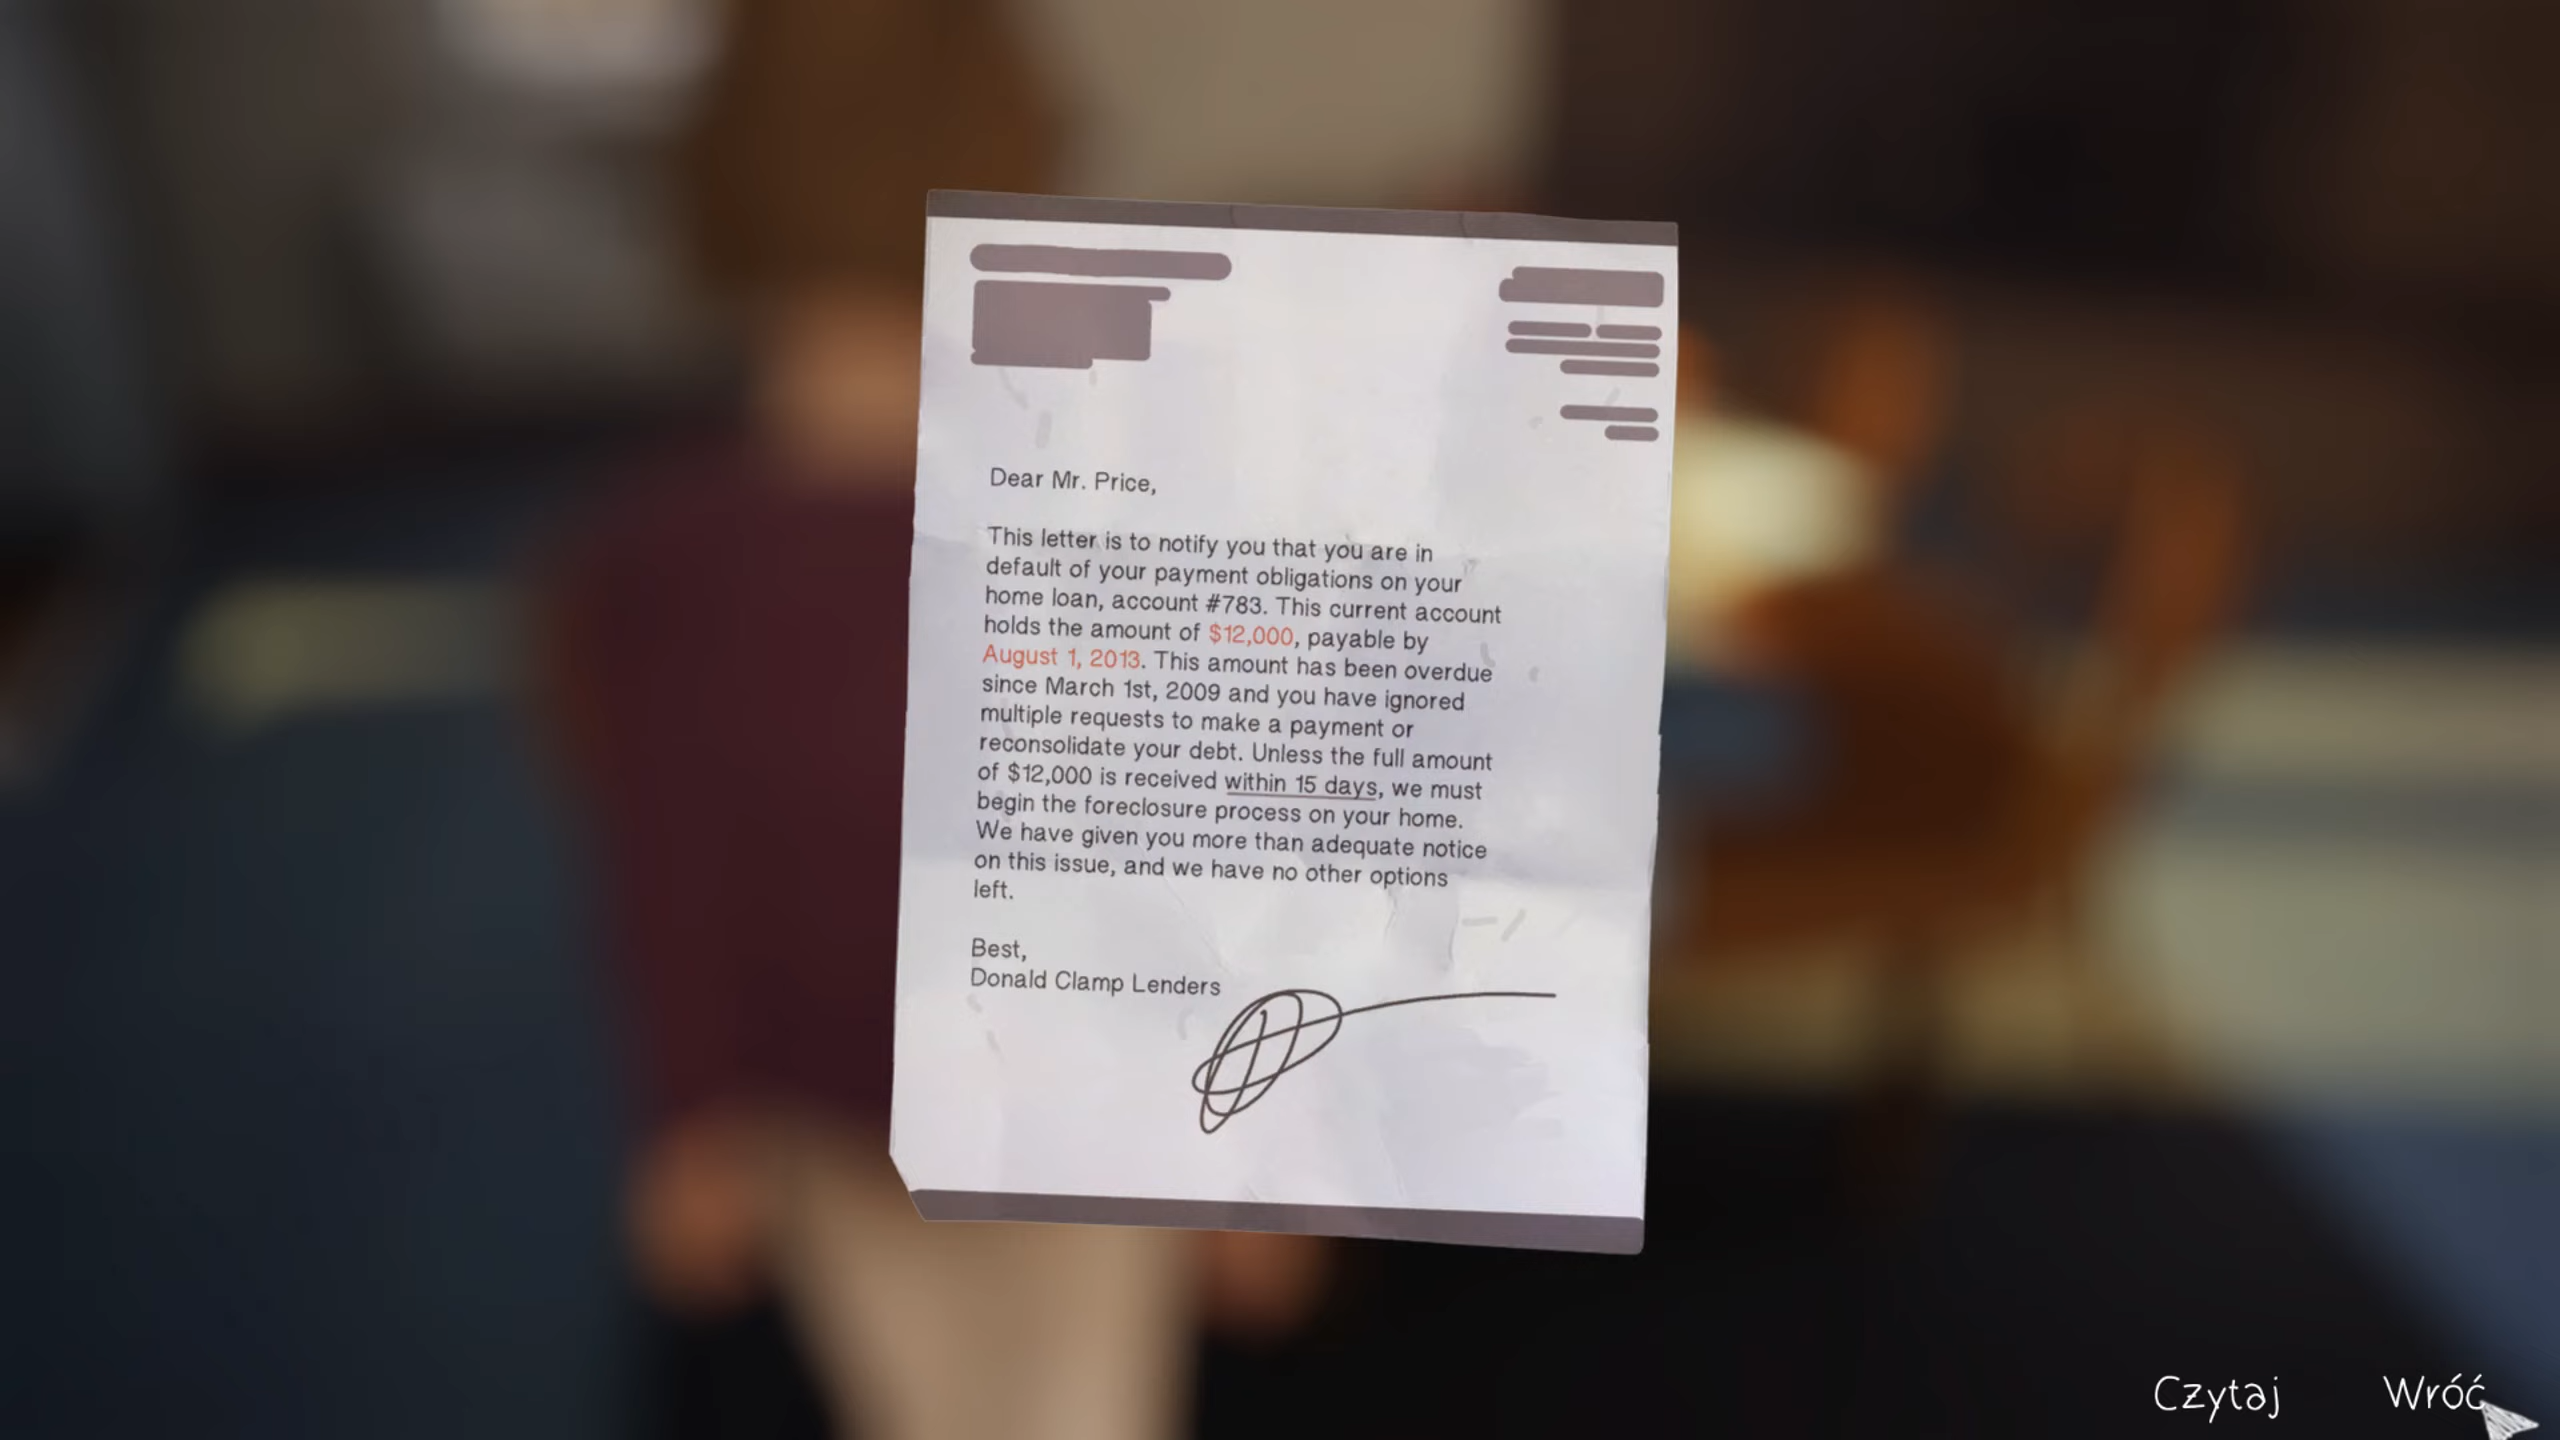 Dear Mr. Price,
This letter is to notify you that you are in
default of your payment obligations on your
home loan, account #783. This current account
holds the amount of $12,000, payable by
August 1, 2013. This amount has been overdue
since March 1st, 2009 and you have ignored
multiple requests to make a payment or
reconsolidate your debt. Unless the full amount
of $12,000 is received within 15 days, we must
begin the foreclosure process on your home.
We have given you more than adequate notice
on this issue, and we have no other options
left.
Best,
Donald Clamp Lenders
Czytaj
Wróć